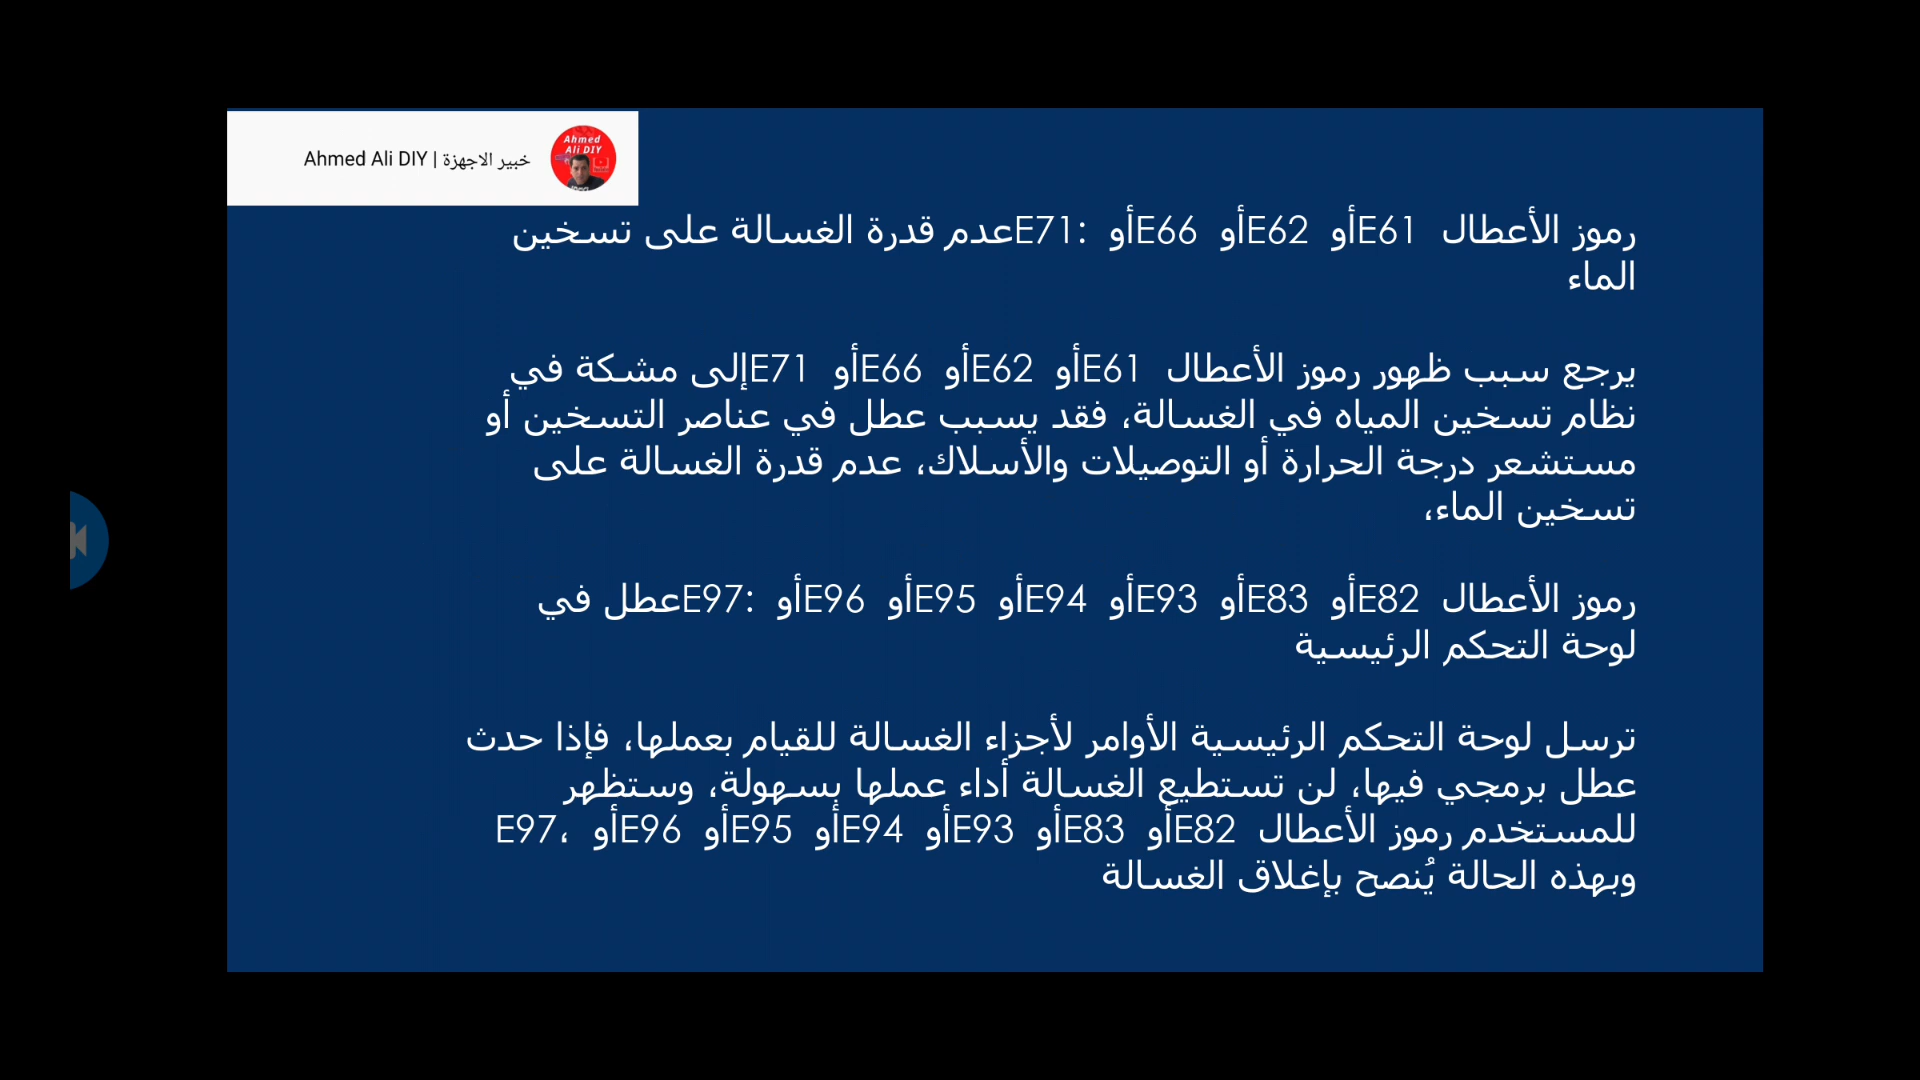 خبير الاجهزة | Ahmed Ali DIY
Ahmed
Ali DIY
رموز الأعطال E61 أو E62 أو E66 أو E71: عدم قدرة الغسالة على تسخين
الماء
يرجع سبب ظهور رموز الأعطال E61 أو E62 أو E66 أو E71 إلى مشكة في
نظام تسخين المياه في الغسالة، فقد يسبب عطل في عناصر التسخين أو
مستشعر درجة الحرارة أو التوصيلات والأسلاك، عدم قدرة الغسالة على
تسخين الماء،
رموز الأعطال E82 أو E83 أو E93 أو E94 أو E95 أو E96 أو E97: عطل في
لوحة التحكم الرئيسية
ترسل لوحة التحكم الرئيسية الأوامر لأجزاء الغسالة للقيام بعملها، فإذا حدث
عطل برمجي فيها، لن تستطيع الغسالة أداء عملها بسهولة، وستظهر
للمستخدم رموز الأعطال E82 أو E83 أو E93 أو E94 أو E95 أو E96 أو E97،
وبهذه الحالة يُنصح بإغلاق الغسالة